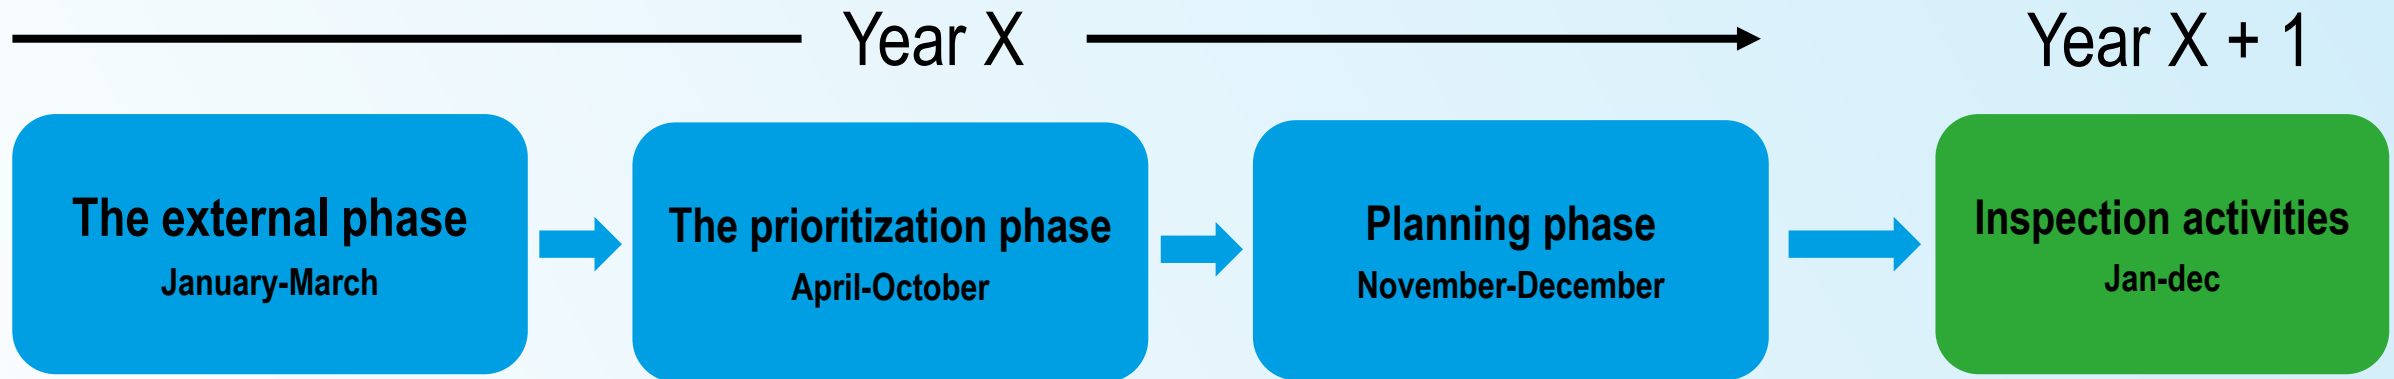 Year X
Year X + 1
The external phase
January-March
The prioritization phase
April-October
Planning phase
November-December
Inspection activities
Jan-dec